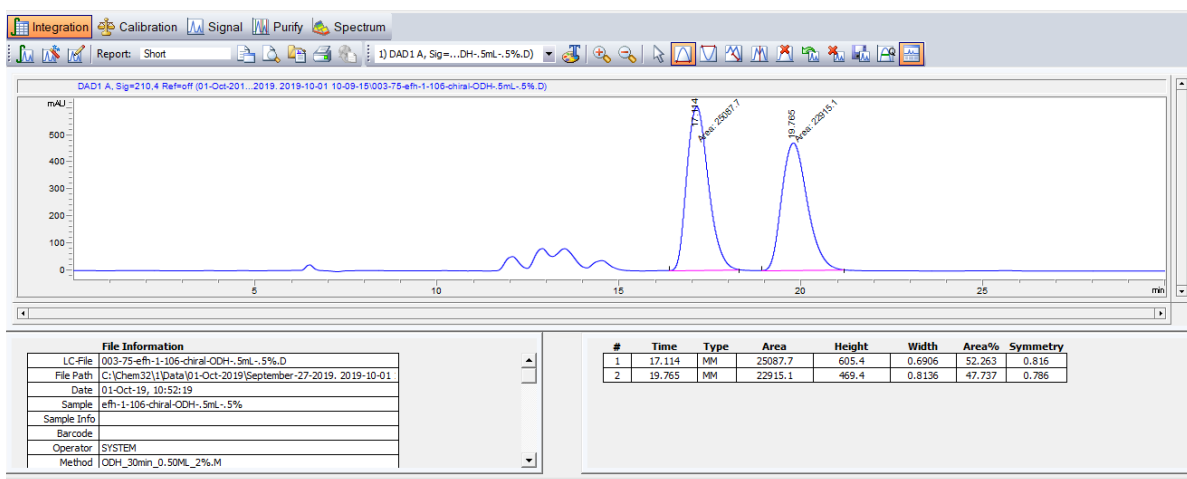 Integration Calibration Signal Purify Spectrum
Report: Short 1) DAD1 A, Sig=...DH-.5mL-.5%.D)
DAD1 A, Sig=210,4 Ref=off (01-Oct-201...2019. 2019-10-01 10-09-15\003-75-efh-1-106-chiral-ODH-.5mL-.5%.D)
mAU
17.114
Area: 25087.7
19.765
Area: 22915.1
500
400
300
200
100
0
5 10 15 20 25 min
File Information
LC-File 003-75-efh-1-106-chiral-ODH-.5mL-.5%.D
File Path C:\Chem32\1\Data\01-Oct-2019\September-27-2019. 2019-10-01
Date 01-Oct-19, 10:52:19
Sample efh-1-106-chiral-ODH-.5mL-.5%
Sample Info
Barcode
Operator SYSTEM
Method ODH_30min_0.50ML_2%.M
# Time Type Area Height Width Area% Symmetry
1 17.114 MM 25087.7 605.4 0.6906 52.263 0.816
2 19.765 MM 22915.1 469.4 0.8136 47.737 0.786